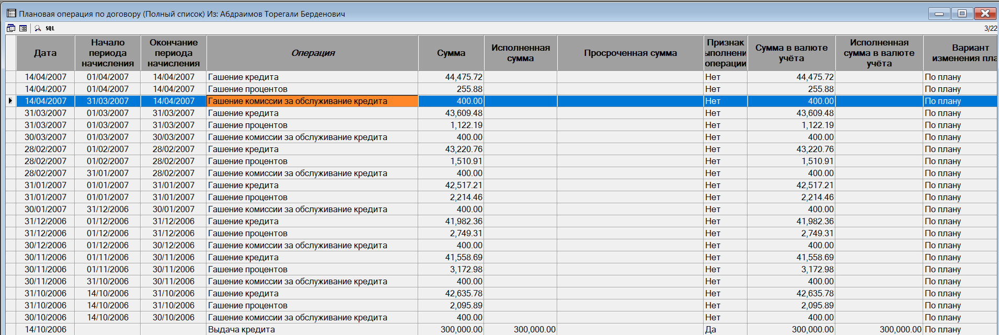 Плановая операция по договору (Полный список) Из: Абдраимов Торегали Берденович
SQL 3/22
Дата Начало периода начисления Окончание периода начисления Операция Сумма Исполненная сумма Просроченная сумма Признак ыполнени операции Сумма в валюте учёта Исполненная сумма в валюте учёта Вариант изменения пла
14/04/2007 01/04/2007 14/04/2007 Гашение кредита 44,475.72 Нет 44,475.72 По плану
14/04/2007 01/04/2007 14/04/2007 Гашение процентов 255.88 Нет 255.88 По плану
14/04/2007 31/03/2007 14/04/2007 Гашение комиссии за обслуживание кредита 400.00 Нет 400.00 По плану
31/03/2007 01/03/2007 31/03/2007 Гашение кредита 43,609.48 Нет 43,609.48 По плану
31/03/2007 01/03/2007 31/03/2007 Гашение процентов 1,122.19 Нет 1,122.19 По плану
30/03/2007 01/03/2007 30/03/2007 Гашение комиссии за обслуживание кредита 400.00 Нет 400.00 По плану
28/02/2007 01/02/2007 28/02/2007 Гашение кредита 43,220.76 Нет 43,220.76 По плану
28/02/2007 01/02/2007 28/02/2007 Гашение процентов 1,510.91 Нет 1,510.91 По плану
28/02/2007 31/01/2007 28/02/2007 Гашение комиссии за обслуживание кредита 400.00 Нет 400.00 По плану
31/01/2007 01/01/2007 31/01/2007 Гашение кредита 42,517.21 Нет 42,517.21 По плану
31/01/2007 01/01/2007 31/01/2007 Гашение процентов 2,214.46 Нет 2,214.46 По плану
30/01/2007 31/12/2006 30/01/2007 Гашение комиссии за обслуживание кредита 400.00 Нет 400.00 По плану
31/12/2006 01/12/2006 31/12/2006 Гашение кредита 41,982.36 Нет 41,982.36 По плану
31/12/2006 01/12/2006 31/12/2006 Гашение процентов 2,749.31 Нет 2,749.31 По плану
30/12/2006 01/12/2006 30/12/2006 Гашение комиссии за обслуживание кредита 400.00 Нет 400.00 По плану
30/11/2006 01/11/2006 30/11/2006 Гашение кредита 41,558.69 Нет 41,558.69 По плану
30/11/2006 01/11/2006 30/11/2006 Гашение процентов 3,172.98 Нет 3,172.98 По плану
30/11/2006 31/10/2006 30/11/2006 Гашение комиссии за обслуживание кредита 400.00 Нет 400.00 По плану
31/10/2006 14/10/2006 31/10/2006 Гашение кредита 42,635.78 Нет 42,635.78 По плану
31/10/2006 14/10/2006 31/10/2006 Гашение процентов 2,095.89 Нет 2,095.89 По плану
30/10/2006 14/10/2006 30/10/2006 Гашение комиссии за обслуживание кредита 400.00 Нет 400.00 По плану
14/10/2006 Выдача кредита 300,000.00 300,000.00 Да 300,000.00 300,000.00 По плану